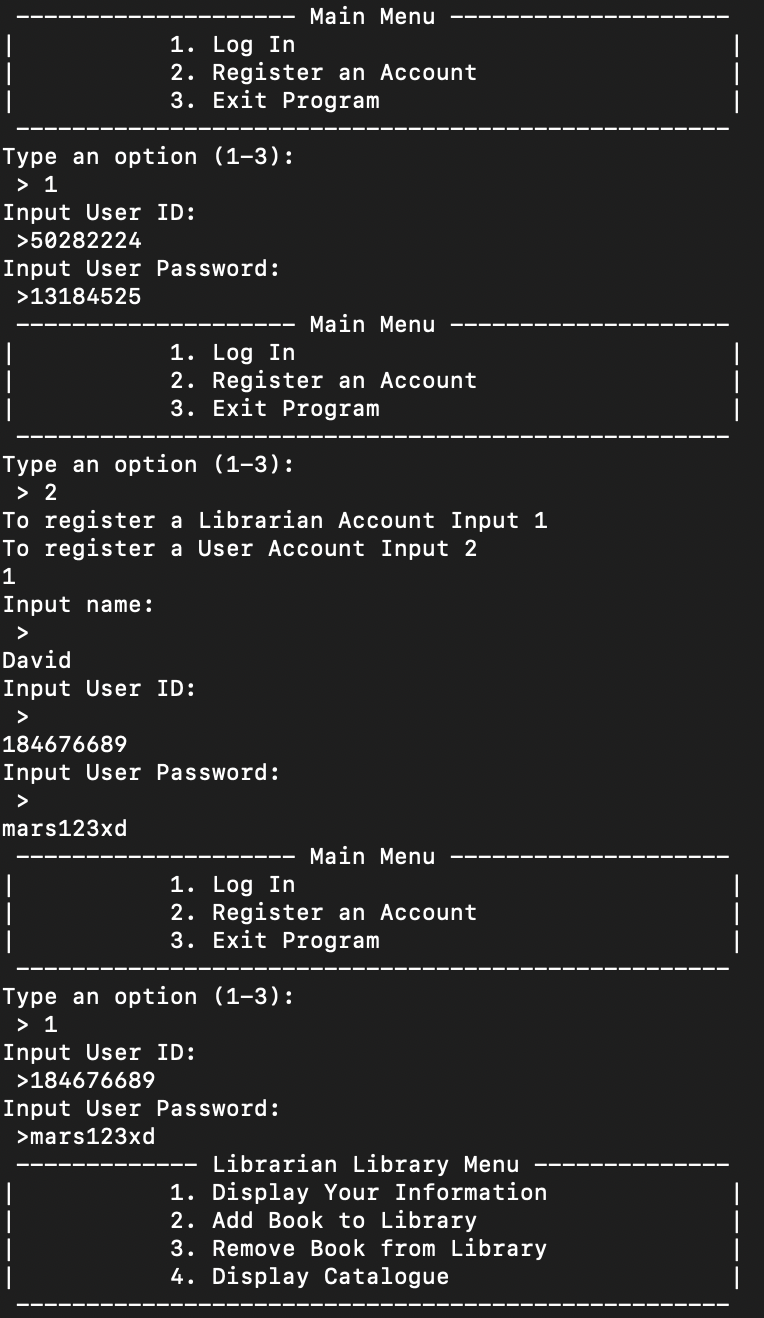 -------------------- Main Menu --------------------
|           1. Log In                               |
|           2. Register an Account                  |
|           3. Exit Program                         |
---------------------------------------------------
Type an option (1-3):
 > 1
Input User ID:
 >50282224
Input User Password:
 >13184525
-------------------- Main Menu --------------------
|           1. Log In                               |
|           2. Register an Account                  |
|           3. Exit Program                         |
---------------------------------------------------
Type an option (1-3):
 > 2
To register a Librarian Account Input 1
To register a User Account Input 2
1
Input name:
 >
David
Input User ID:
 >
184676689
Input User Password:
 >
mars123xd
-------------------- Main Menu --------------------
|           1. Log In                               |
|           2. Register an Account                  |
|           3. Exit Program                         |
---------------------------------------------------
Type an option (1-3):
 > 1
Input User ID:
 >184676689
Input User Password:
 >mars123xd
------------- Librarian Library Menu --------------
|           1. Display Your Information             |
|           2. Add Book to Library                  |
|           3. Remove Book from Library             |
|           4. Display Catalogue                    |
---------------------------------------------------